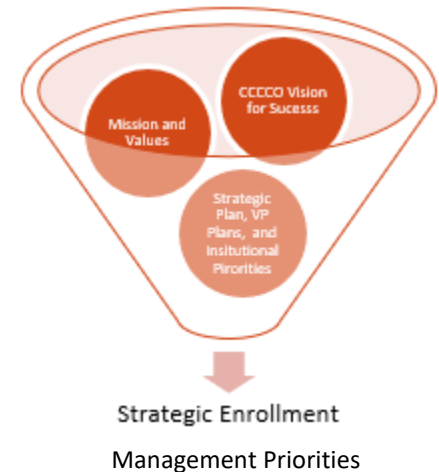 CCCCO Vision
for Sucesss
Mission and
Values
Strategic
Plan, VP
Plans, and
Insitutional
Pirorities
Strategic Enrollment
Management Priorities